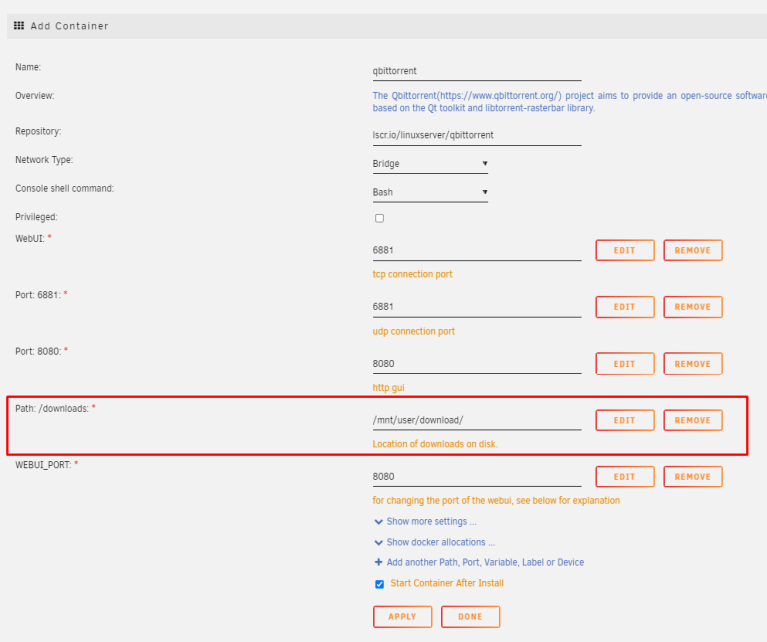 Add Container
Name:
qbittorrent
Overview:
The Qbittorrent(https://www.qbittorrent.org/) project aims to provide an open-source software
based on the Qt toolkit and libtorrent-rasterbar library.
Repository:
lscr.io/linuxserver/qbittorrent
Network Type:
Bridge
Console shell command:
Bash
Privileged:
WebUI: *
6881
EDIT
REMOVE
tcp connection port
Port: 6881: *
6881
EDIT
REMOVE
udp connection port
Port: 8080: *
8080
EDIT
REMOVE
http gui
Path: /downloads: *
/mnt/user/download/
EDIT
REMOVE
Location of downloads on disk.
WEBUI_PORT: *
8080
EDIT
REMOVE
for changing the port of the webui, see below for explanation
Show more settings ...
Show docker allocations ...
Add another Path, Port, Variable, Label or Device
Start Container After Install
APPLY
DONE